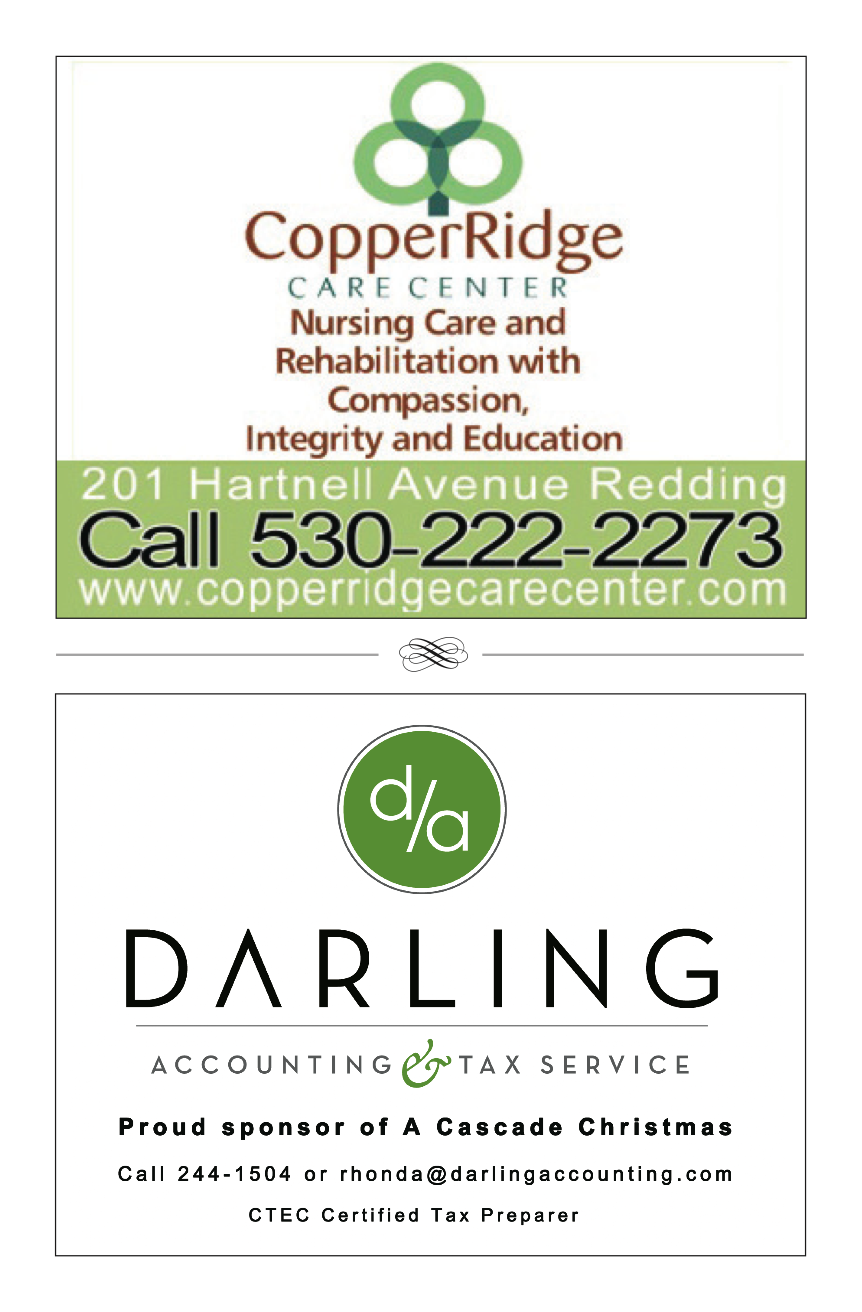 CopperRidge
CARE CENTER
Nursing Care and
Rehabilitation with
Compassion,
Integrity and Education
201 Hartnell Avenue Redding
Call 530-222-2273
www.copperridgecarecenter.com
d/a
DARLING
ACCOUNTING & TAX SERVICE
Proud sponsor of A Cascade Christmas
Call 244-1504 or rhonda@darlingaccounting.com
CTEC Certified Tax Preparer